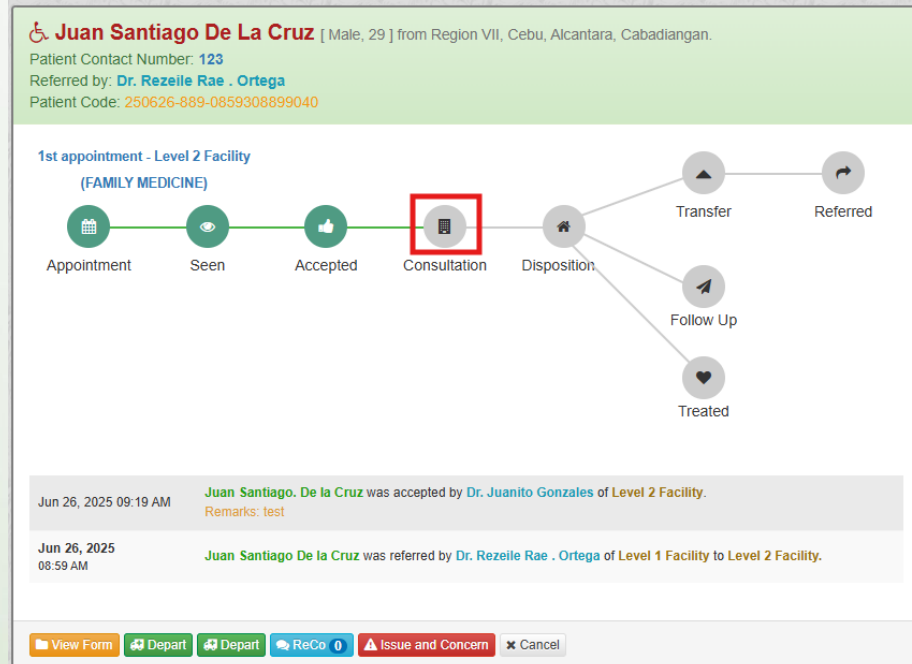 Juan Santiago De La Cruz [ Male, 29 ] from Region VII, Cebu, Alcantara, Cabadiangan.
Patient Contact Number: 123
Referred by: Dr. Rezeile Rae . Ortega
Patient Code: 250626-889-0859308899040
1st appointment - Level 2 Facility
(FAMILY MEDICINE)
Appointment
Seen
Accepted
Consultation
Disposition
Transfer
Referred
Follow Up
Treated
Jun 26, 2025 09:19 AM
Juan Santiago. De la Cruz was accepted by Dr. Juanito Gonzales of Level 2 Facility.
Remarks: test
Jun 26, 2025
08:59 AM
Juan Santiago De la Cruz was referred by Dr. Rezeile Rae . Ortega of Level 1 Facility to Level 2 Facility.
View Form Depart Depart ReCo 0 Issue and Concern Cancel